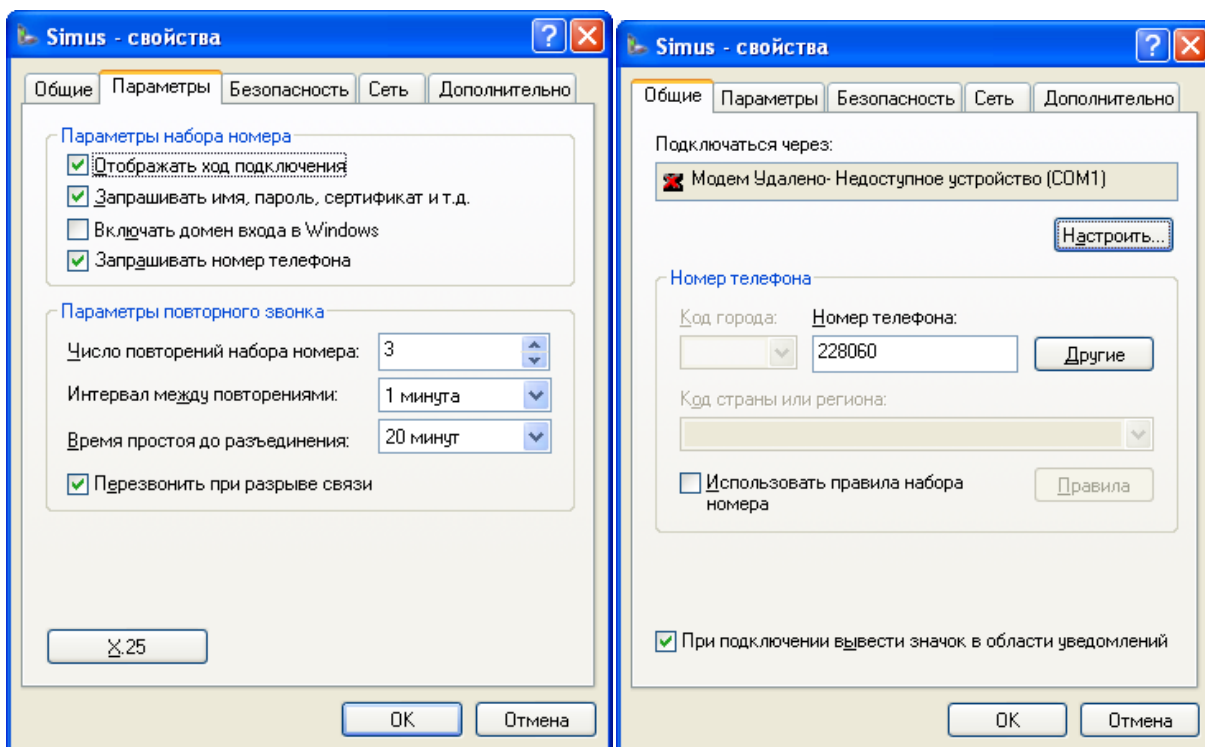 Simus - свойства
Общие Параметры Безопасность Сеть Дополнительно
Параметры набора номера
Отображать ход подключения
Запрашивать имя, пароль, сертификат и т.д.
Включать домен входа в Windows
Запрашивать номер телефона
Параметры повторного звонка
Число повторений набора номера: 3
Интервал между повторениями: 1 минута
Время простоя до разъединения: 20 минут
Перезвонить при разрыве связи
X.25
OK Отмена
Simus - свойства
Общие Параметры Безопасность Сеть Дополнительно
Подключаться через:
Модем Удалено- Недоступное устройство (COM1)
Настроить...
Номер телефона
Код города: Номер телефона:
228060 Другие
Код страны или региона:
Использовать правила набора Правила
номера
При подключении вывести значок в области уведомлений
OK Отмена